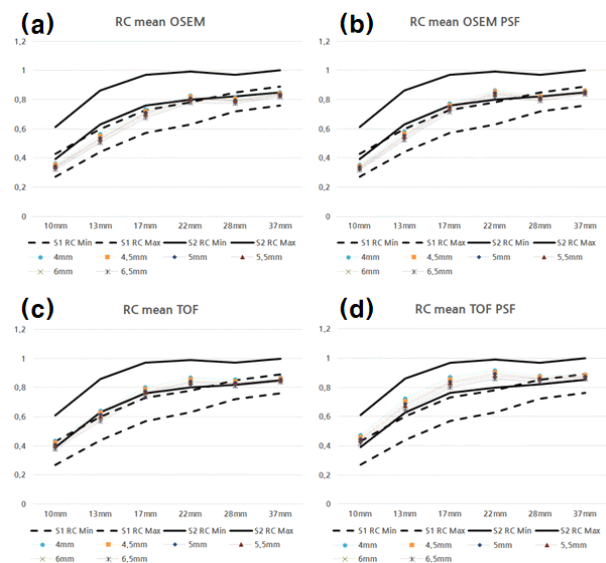 (a)
RC mean OSEM
1,2
1
0,8
0,6
0,4
0,2
0
10mm 13mm 17mm 22mm 28mm 37mm
S1 RC Min S1 RC Max S2 RC Min S2 RC Max
4mm 4,5mm 5mm 5,5mm
6mm 6,5mm
(b)
RC mean OSEM PSF
1,2
1
0,8
0,6
0,4
0,2
0
10mm 13mm 17mm 22mm 28mm 37mm
S1 RC Min S1 RC Max S2 RC Min S2 RC Max
4mm 4,5mm 5mm 5,5mm
6mm 6,5mm
(c)
RC mean TOF
1,2
1
0,8
0,6
0,4
0,2
0
10mm 13mm 17mm 22mm 28mm 37mm
S1 RC Min S1 RC Max S2 RC Min S2 RC Max
4mm 4,5mm 5mm 5,5mm
6mm 6,5mm
(d)
RC mean TOF PSF
1,2
1
0,8
0,6
0,4
0,2
0
10mm 13mm 17mm 22mm 28mm 37mm
S1 RC Min S1 RC Max S2 RC Min S2 RC Max
4mm 4,5mm 5mm 5,5mm
6mm 6,5mm